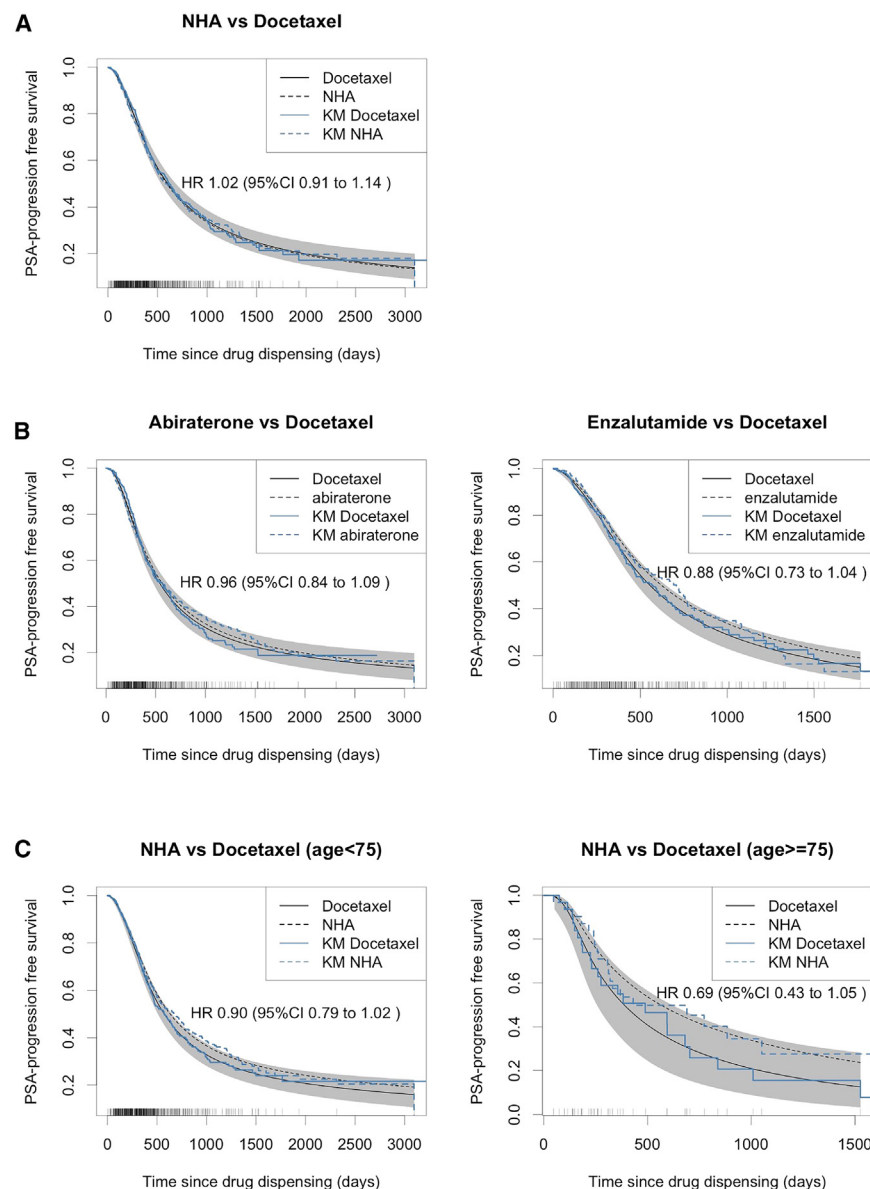 A
NHA vs Docetaxel
PSA-progression free survival
1.0
0.8
0.6
0.4
0.2
Docetaxel
NHA
KM Docetaxel
KM NHA
HR 1.02 (95%CI 0.91 to 1.14 )
0 500 1000 1500 2000 2500 3000
Time since drug dispensing (days)
B
Abiraterone vs Docetaxel
PSA-progression free survival
1.0
0.8
0.6
0.4
0.2
Docetaxel
abiraterone
KM Docetaxel
KM abiraterone
HR 0.96 (95%CI 0.84 to 1.09 )
0 500 1000 1500 2000 2500 3000
Time since drug dispensing (days)
Enzalutamide vs Docetaxel
PSA-progression free survival
1.0
0.8
0.6
0.4
0.2
Docetaxel
enzalutamide
KM Docetaxel
KM enzalutamide
HR 0.88 (95%CI 0.73 to 1.04 )
0 500 1000 1500
Time since drug dispensing (days)
C
NHA vs Docetaxel (age<75)
PSA-progression free survival
1.0
0.8
0.6
0.4
0.2
Docetaxel
NHA
KM Docetaxel
KM NHA
HR 0.90 (95%CI 0.79 to 1.02 )
0 500 1000 1500 2000 2500 3000
Time since drug dispensing (days)
NHA vs Docetaxel (age>=75)
PSA-progression free survival
1.0
0.8
0.6
0.4
0.2
0.0
Docetaxel
NHA
KM Docetaxel
KM NHA
HR 0.69 (95%CI 0.43 to 1.05 )
0 500 1000
Time since drug dispensing (days)